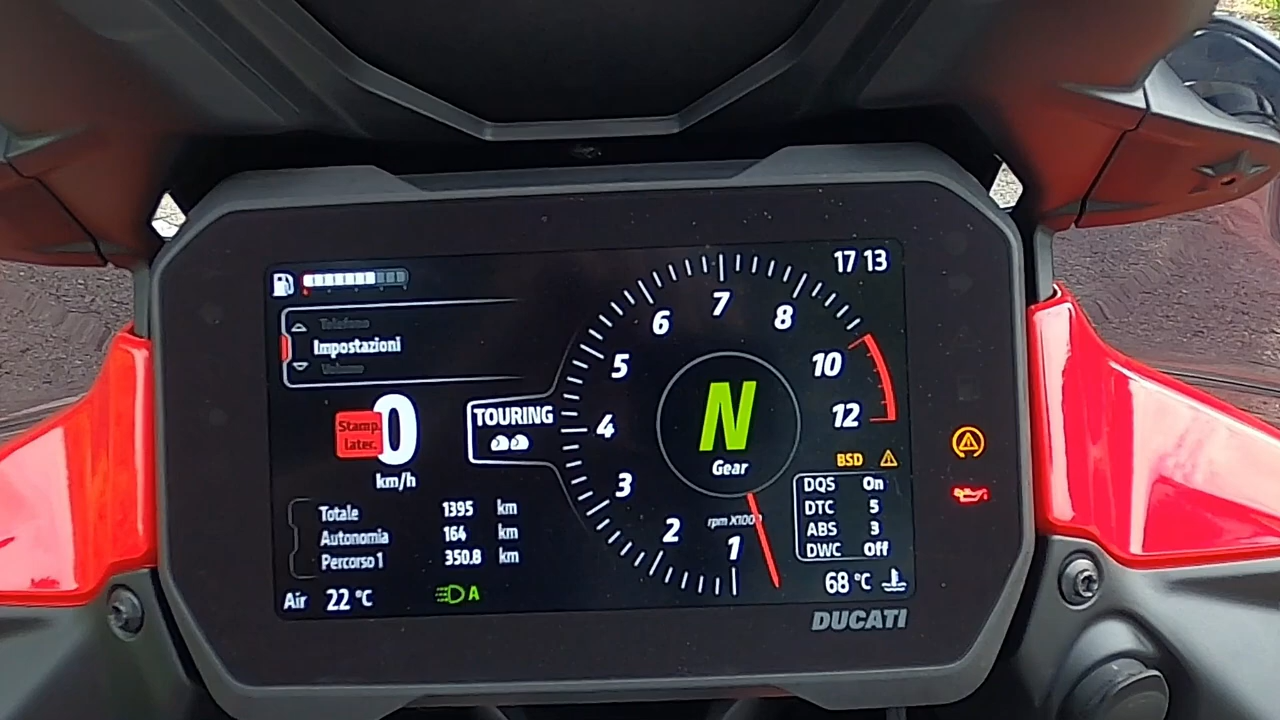 17 13
Telefono
Impostazioni
Volume
Stamp. latec.
0
km/h
TOURING
Totale 1395 km
Autonomia 164 km
Percorso 1 350.8 km
Air 22 °C
A
1
2
3
4
5
6
7
8
10
12
N
Gear
rpm X1000
BSD
DQS On
DTC 5
ABS 3
DWC Off
68 °C
DUCATI